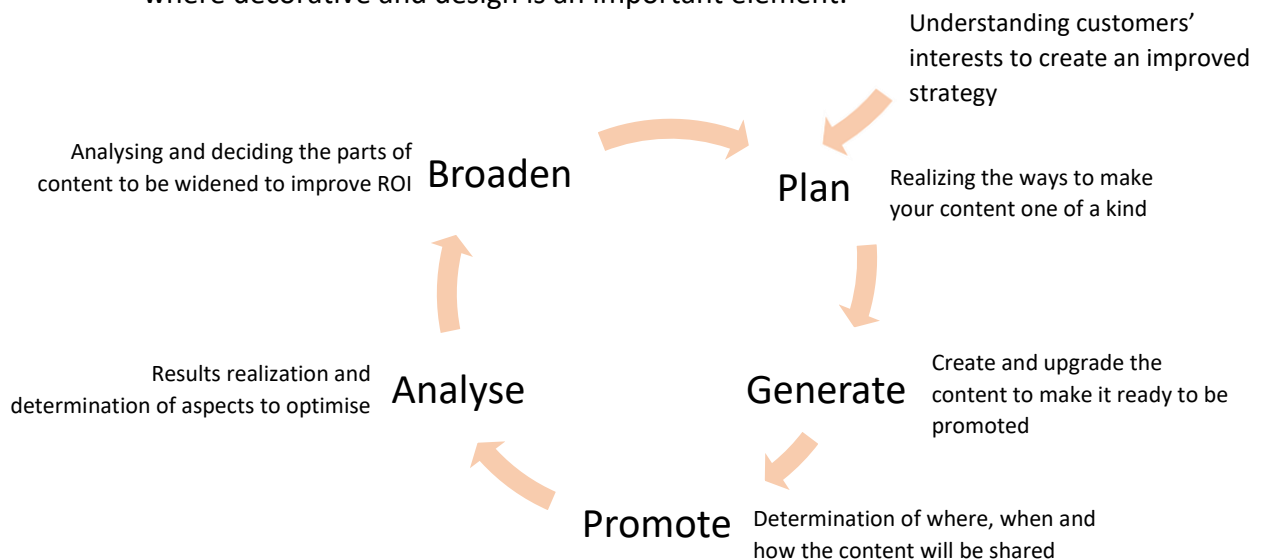 where decorative and design is an important element.
Understanding customers’
interests to create an improved
strategy
Plan
Realizing the ways to make
your content one of a kind
Generate
Create and upgrade the
content to make it ready to be
promoted
Promote
Determination of where, when and
how the content will be shared
Analyse
Results realization and
determination of aspects to optimise
Broaden
Analysing and deciding the parts of
content to be widened to improve ROI